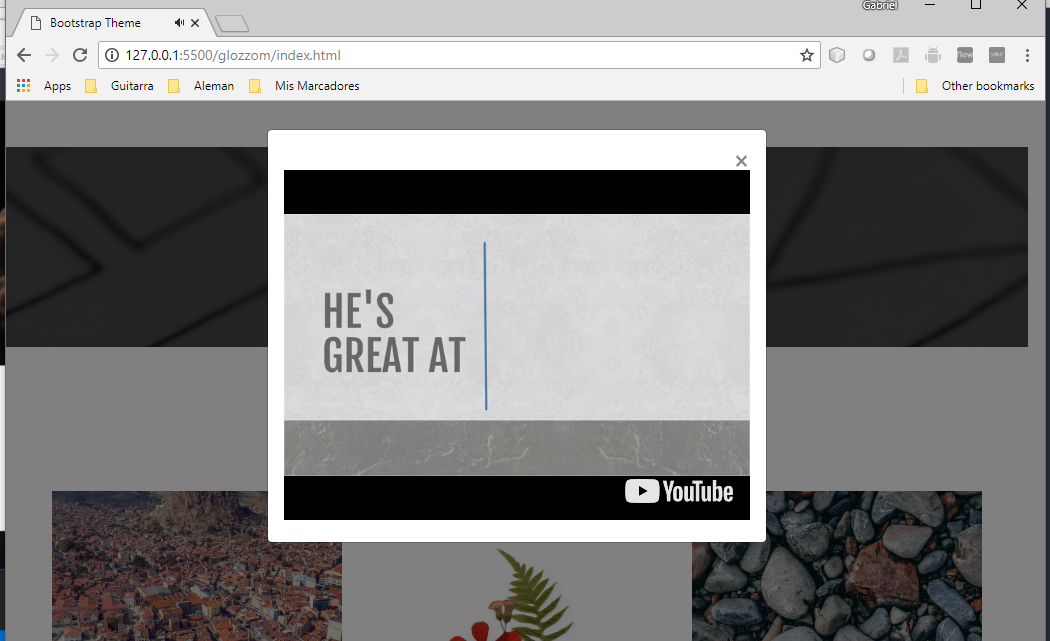 Gabriel
Bootstrap Theme
127.0.0.1:5500/glozzom/index.html
Apps
Guitarra
Aleman
Mis Marcadores
Other bookmarks
HE'S
GREAT AT
YouTube